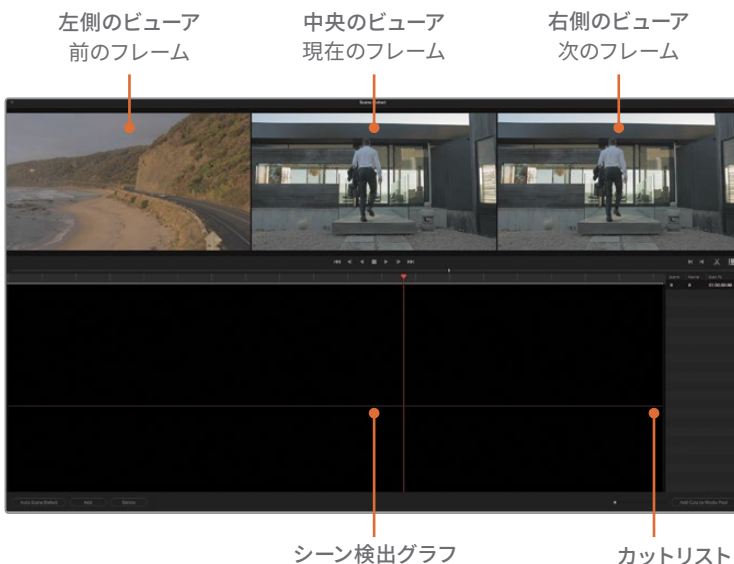 左側のビューア
前のフレーム
中央のビューア
現在のフレーム
右側のビューア
次のフレーム
Scene Detect
Auto Scene Detect
Add
Delete
Add Cuts to Media Pool
シーン検出グラフ
カットリスト